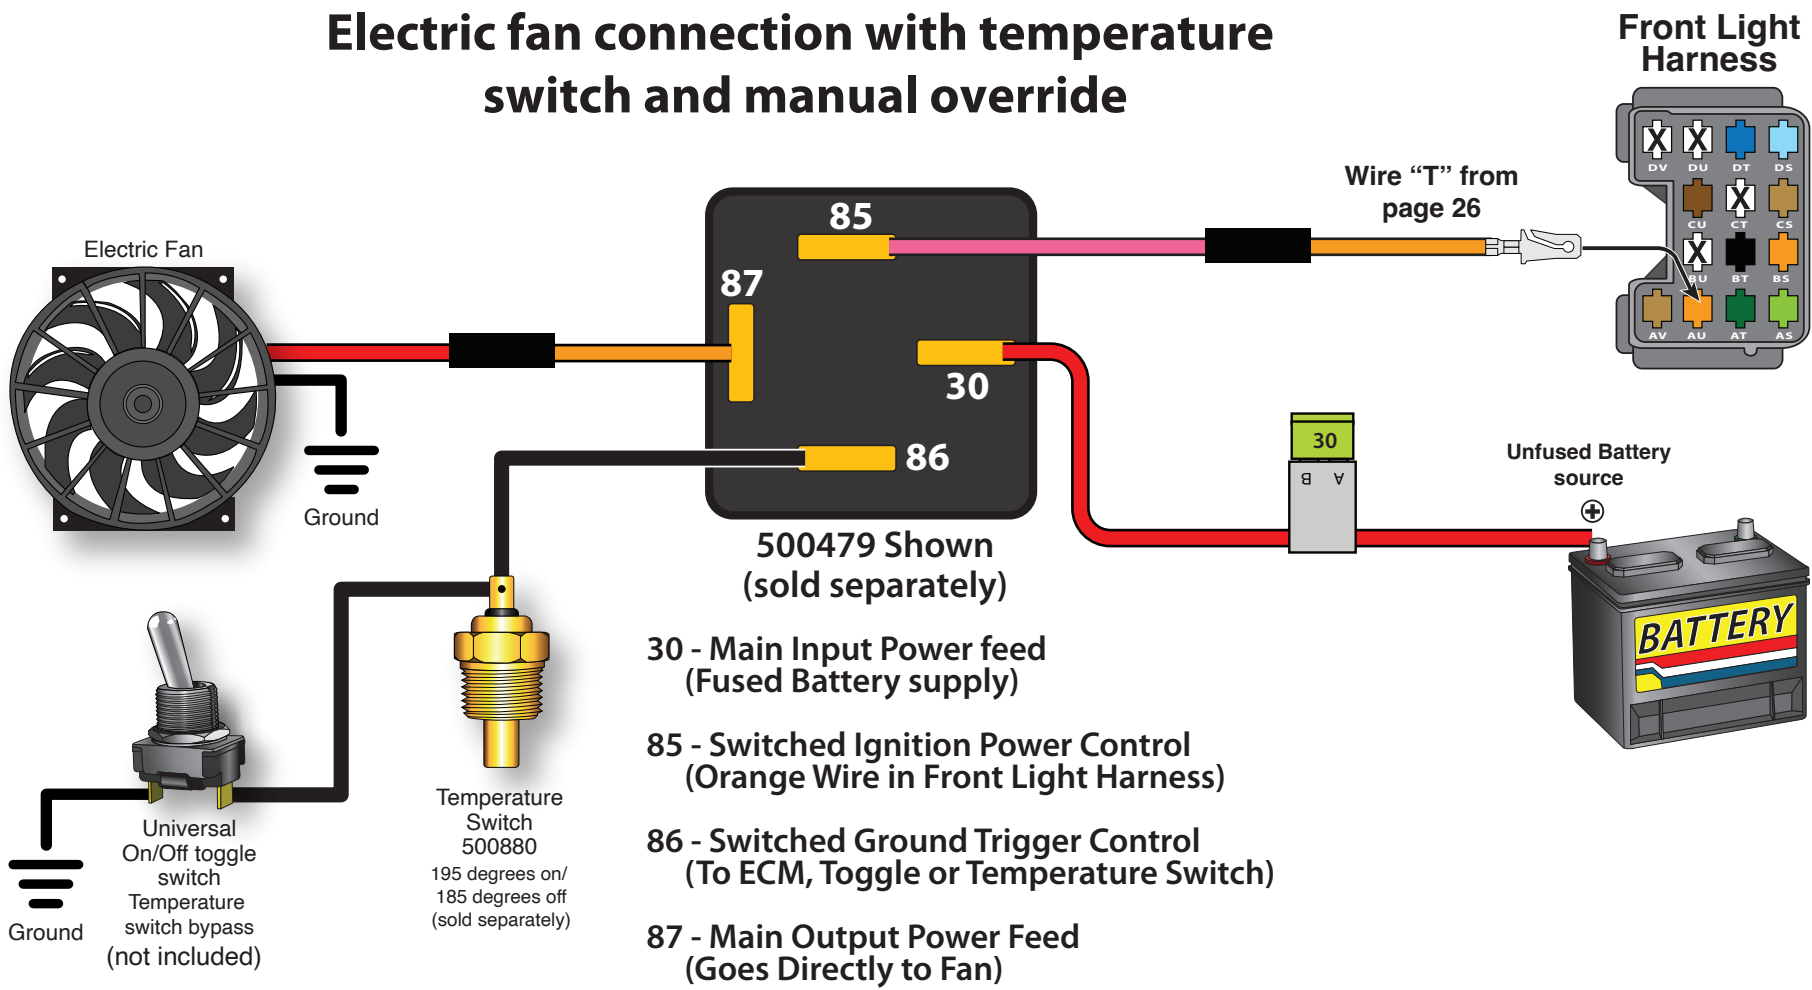 Electric fan connection with temperature
switch and manual override
Front Light
Harness
DV DU DT DS
CU CT CS
BU BT BS
AV AU AT AS
X X
X
X
Wire “T” from
page 26
85
87
30
86
Electric Fan
Ground
30
B A
Unfused Battery
source
+
BATTERY
500479 Shown
(sold separately)
30 - Main Input Power feed
(Fused Battery supply)
85 - Switched Ignition Power Control
(Orange Wire in Front Light Harness)
86 - Switched Ground Trigger Control
(To ECM, Toggle or Temperature Switch)
87 - Main Output Power Feed
(Goes Directly to Fan)
Temperature
Switch
500880
195 degrees on/
185 degrees off
(sold separately)
Universal
On/Off toggle
switch
Temperature
switch bypass
(not included)
Ground